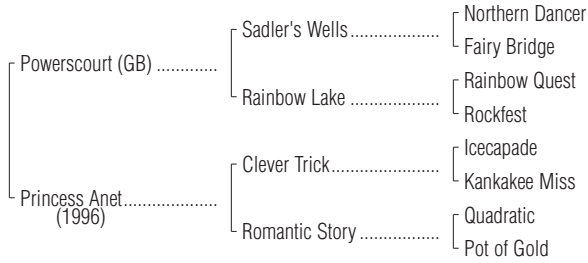 Northern Dancer
Sadler's Wells ...................
Fairy Bridge
Powerscourt (GB) .............
Rainbow Quest
Rainbow Lake ...................
Rockfest
Icecapade
Clever Trick.......................
Kankakee Miss
Princess Anet....................
(1996)
Quadratic
Romantic Story .................
Pot of Gold